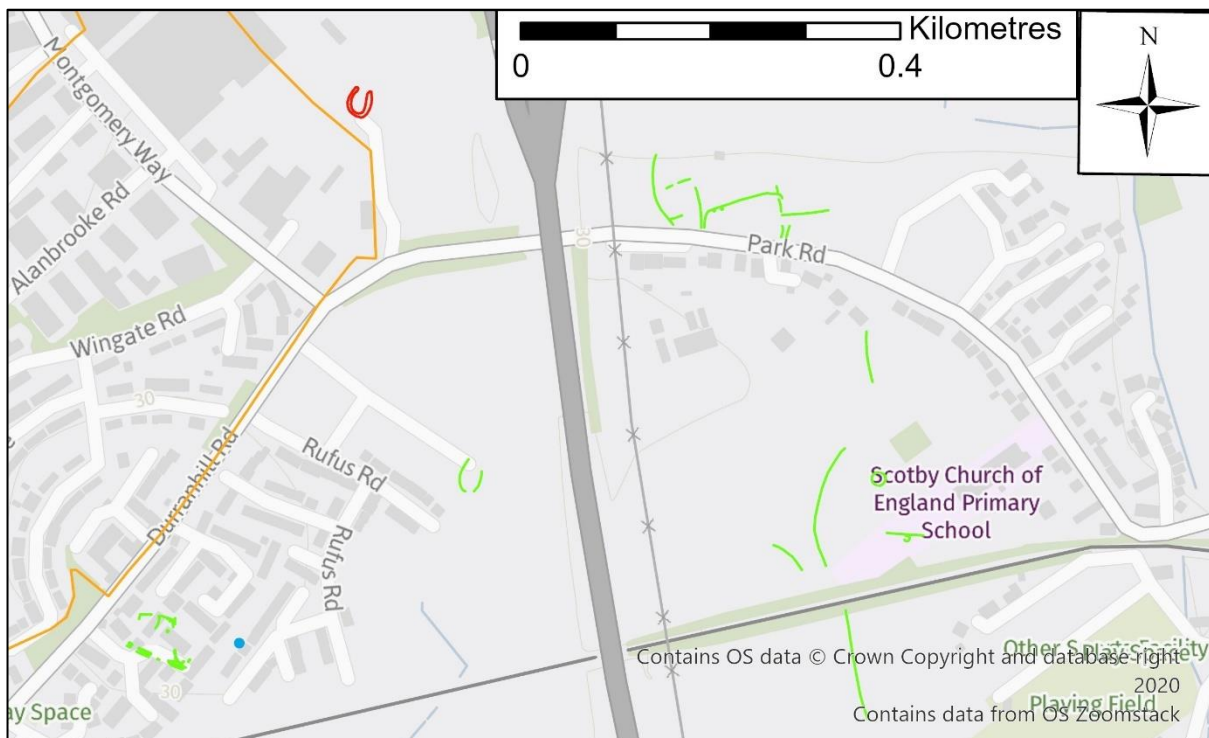 Kilometres
0
0.4
N
Montgomery Way
Alanbrooke Rd
Wingate Rd
30
30
Park Rd
Durranhill Rd
Rufus Rd
Rufus Rd
30
Scotby Church of
England Primary
School
Other Sports Facility
Contains OS data © Crown Copyright and database right
2020
Playing Field
Contains data from OS Zoomstack
ay Space